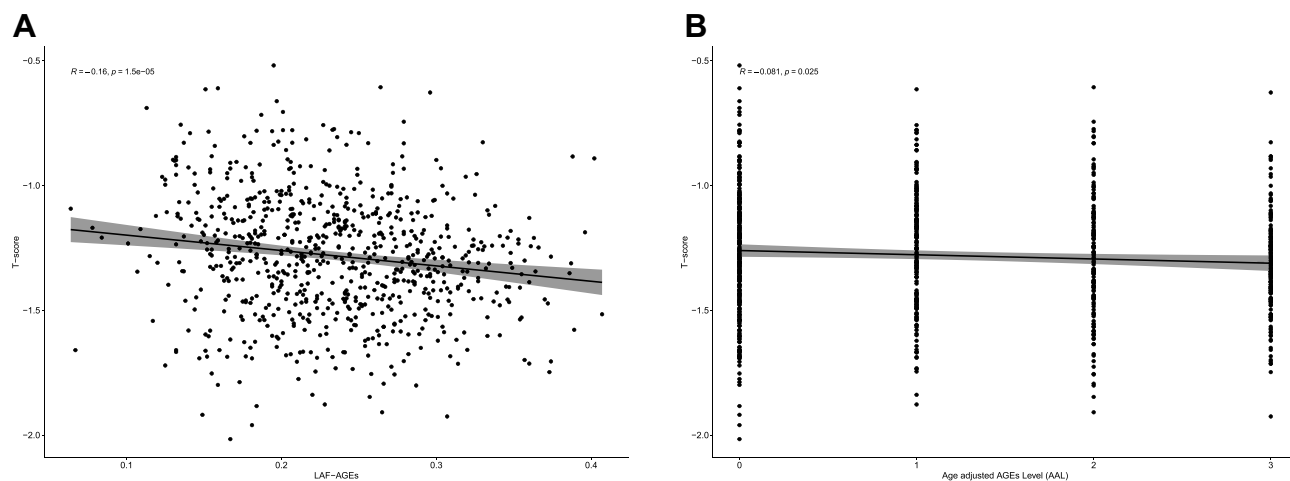 A
R = −0.16, p = 1.5e−05
−0.5
−1.0
−1.5
−2.0
T−score
0.1 0.2 0.3 0.4
LAF−AGEs
B
R = −0.081, p = 0.025
−0.5
−1.0
−1.5
−2.0
T−score
0 1 2 3
Age adjusted AGEs Level (AAL)